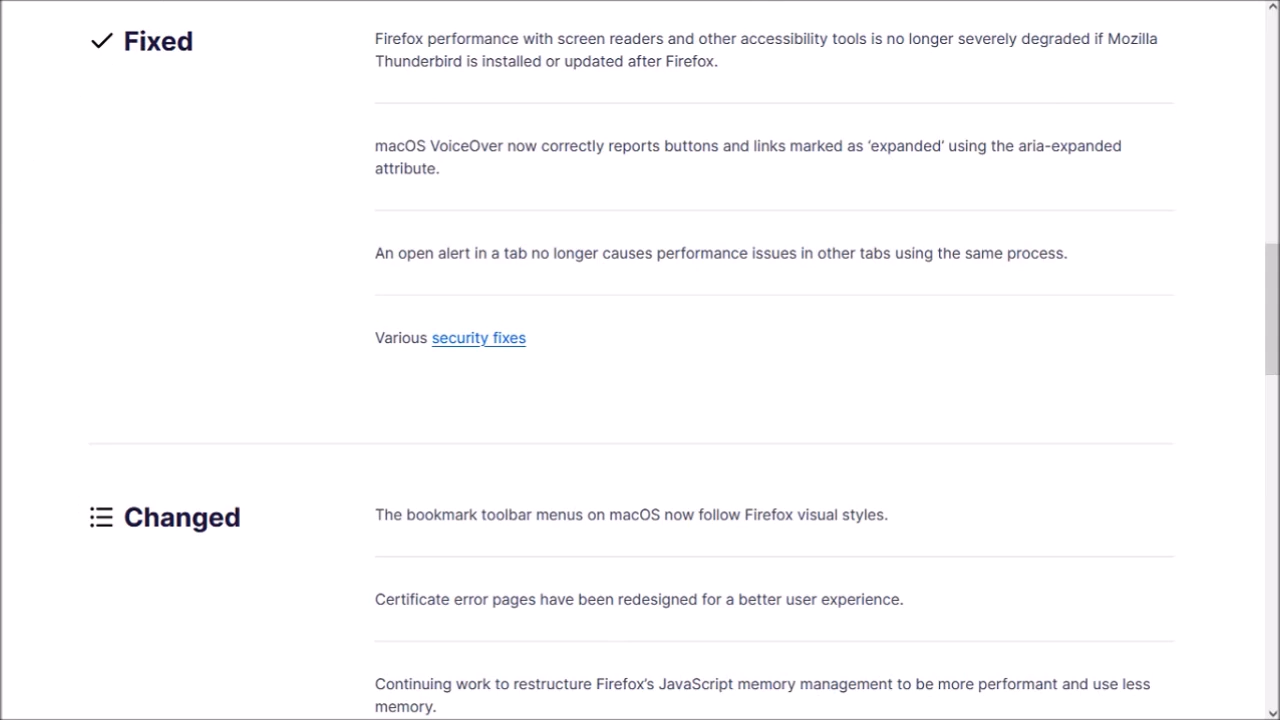 Fixed
Firefox performance with screen readers and other accessibility tools is no longer severely degraded if Mozilla
Thunderbird is installed or updated after Firefox.
macOS VoiceOver now correctly reports buttons and links marked as ‘expanded’ using the aria-expanded
attribute.
An open alert in a tab no longer causes performance issues in other tabs using the same process.
Various security fixes
Changed
The bookmark toolbar menus on macOS now follow Firefox visual styles.
Certificate error pages have been redesigned for a better user experience.
Continuing work to restructure Firefox’s JavaScript memory management to be more performant and use less
memory.